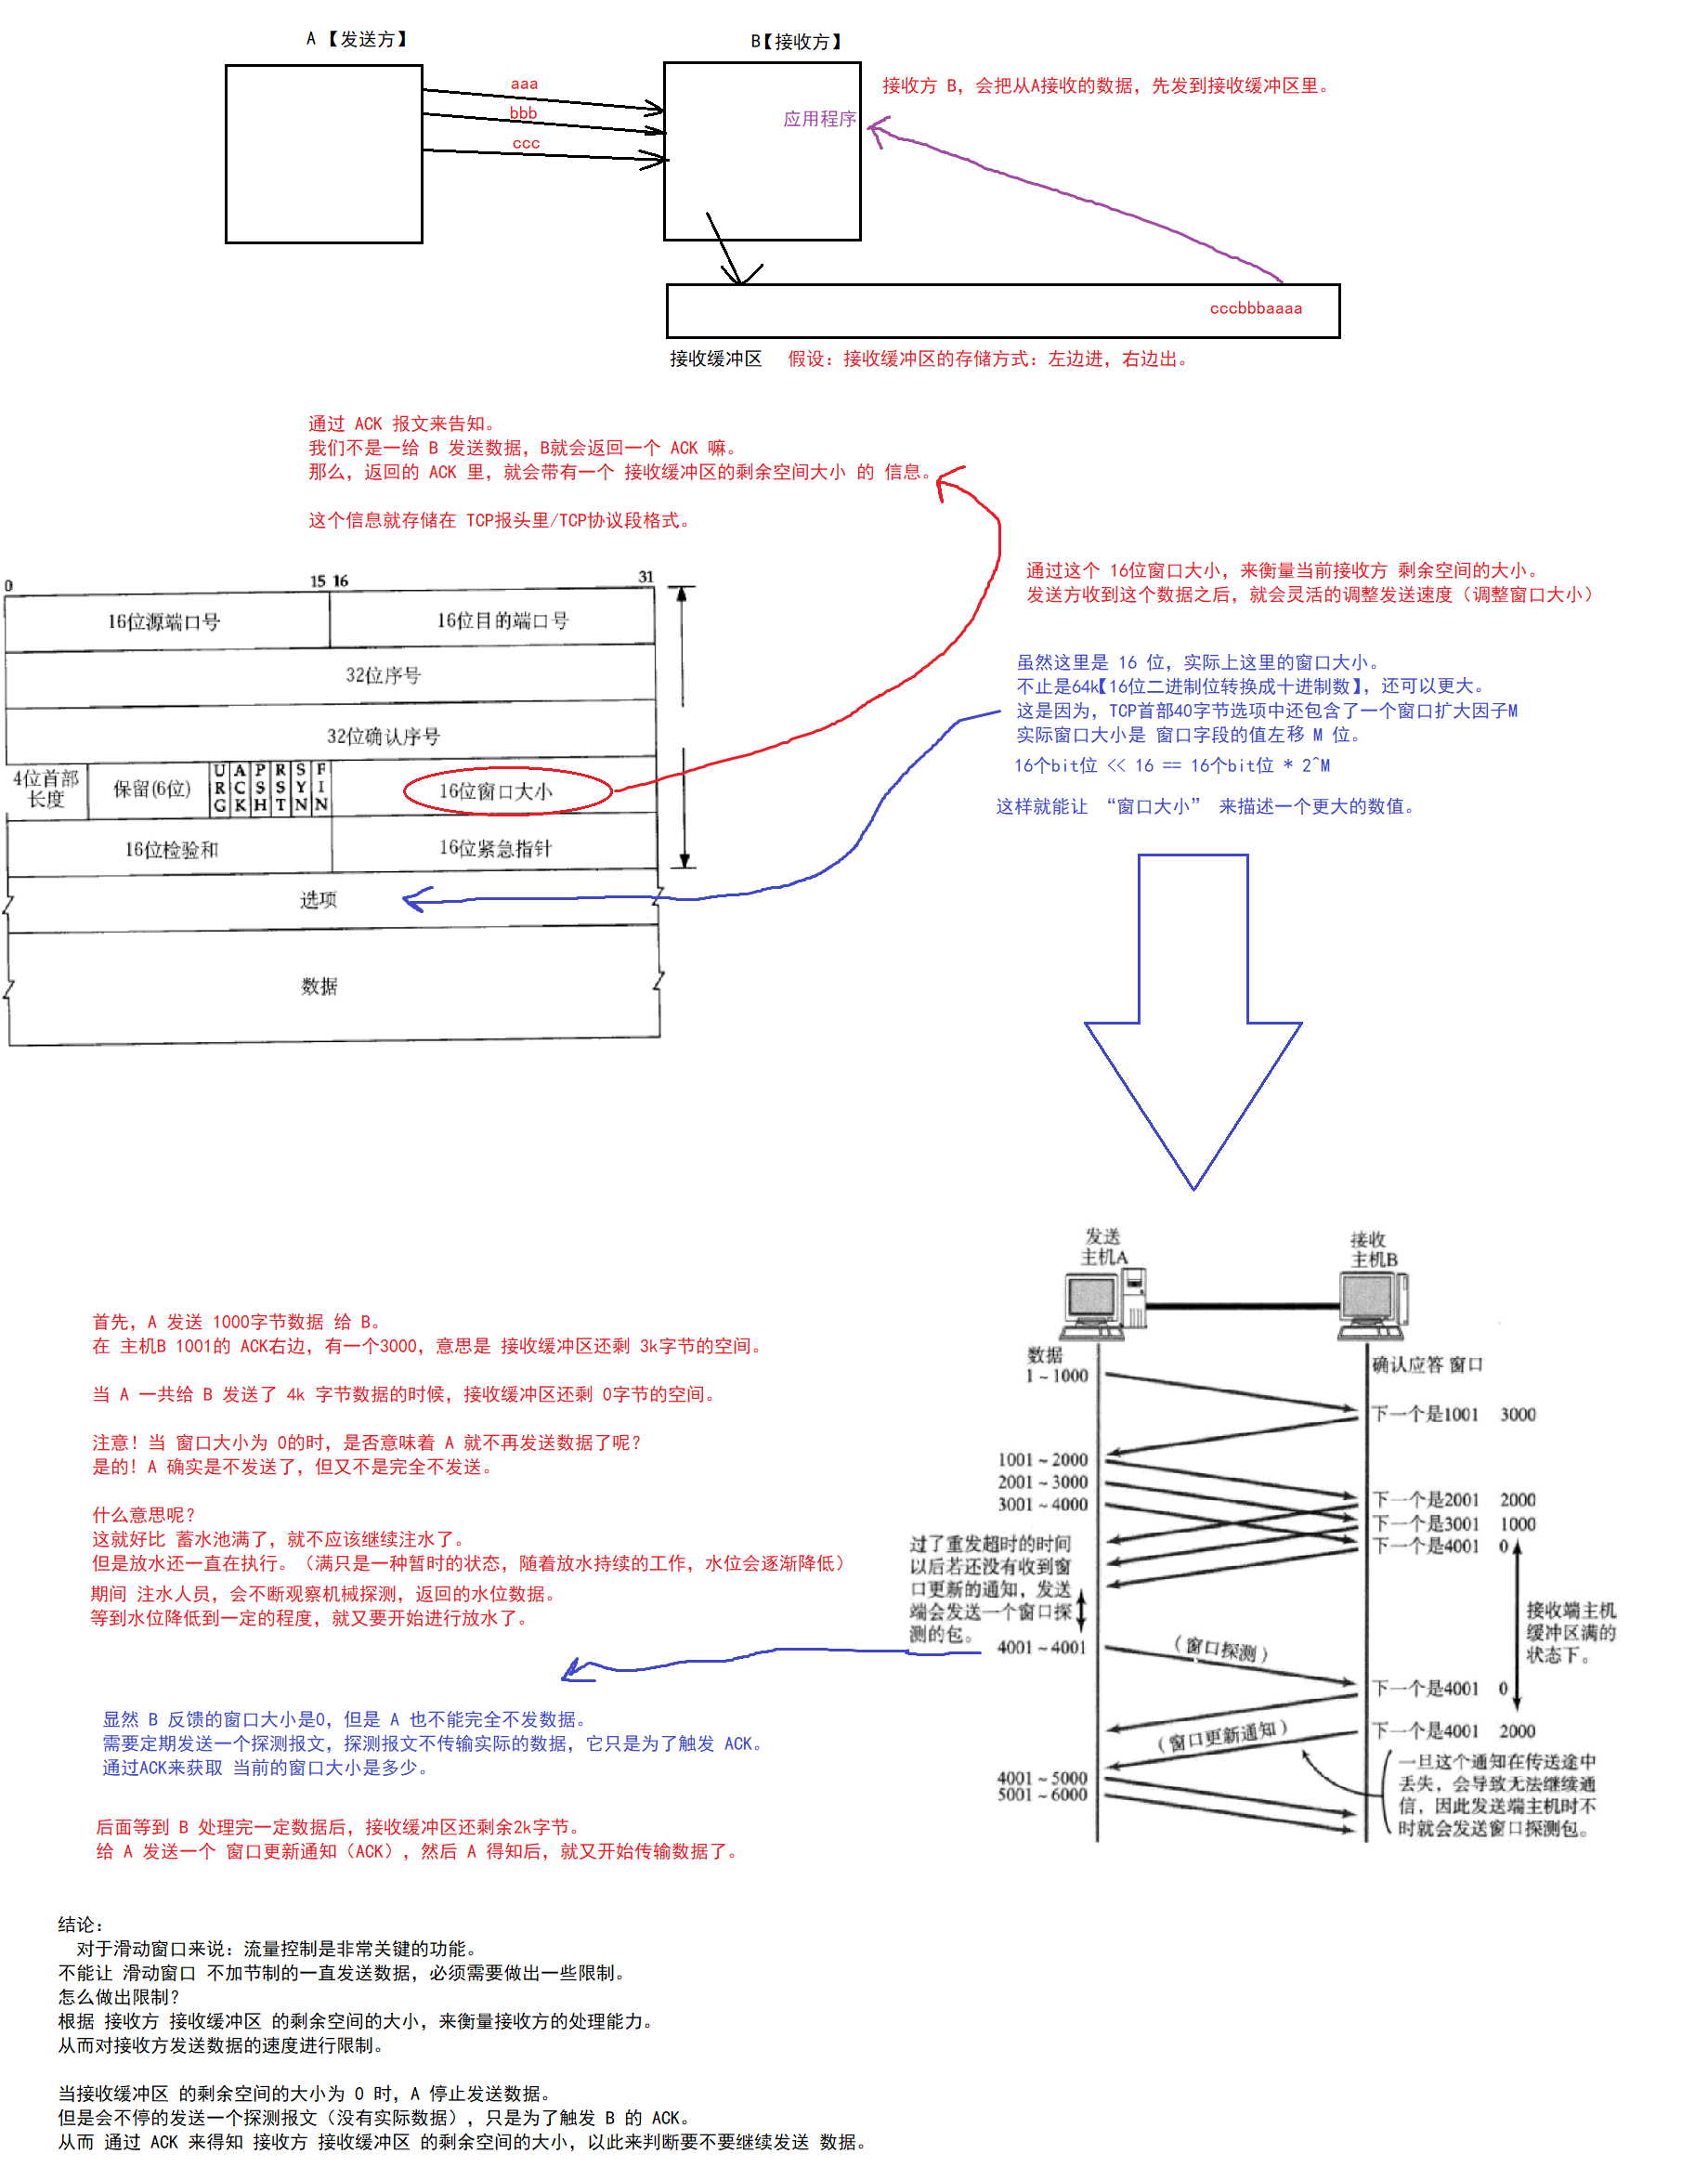 A 【发送方】
B【接收方】
aaa
bbb
ccc
应用程序
接收方 B，会把从A接收的数据，先发到接收缓冲区里。
cccbbbaaaa
接收缓冲区
假设：接收缓冲区的存储方式：左边进，右边出。
通过 ACK 报文来告知。
我们不是一给 B 发送数据，B就会返回一个 ACK 嘛。
那么，返回的 ACK 里，就会带有一个 接收缓冲区的剩余空间大小 的 信息。
这个信息就存储在 TCP报头里/TCP协议段格式。
0 15 16 31
16位源端口号 16位目的端口号
32位序号
32位确认序号
4位首部
长度
保留(6位)
URG
ACK
PSH
RST
SYN
FIN
16位窗口大小
16位检验和 16位紧急指针
选项
数据
通过这个 16位窗口大小，来衡量当前接收方 剩余空间的大小。
发送方收到这个数据之后，就会灵活的调整发送速度（调整窗口大小）
虽然这里是 16 位，实际上这里的窗口大小。
不止是64k【16位二进制位转换成十进制数】，还可以更大。
这是因为，TCP首部40字节选项中还包含了一个窗口扩大因子M
实际窗口大小是 窗口字段的值左移 M 位。
16个bit位 << 16 == 16个bit位 * 2^M
这样就能让 “窗口大小” 来描述一个更大的数值。
发送
主机A
接收
主机B
数据
确认应答 窗口
1～1000
下一个是1001 3000
1001～2000
2001～3000
3001～4000
下一个是2001 2000
下一个是3001 1000
下一个是4001 0
过了重发超时的时间
以后若还没有收到窗
口更新的通知，发送
端会发送一个窗口探
测的包。
4001～4001
（窗口探测）
接收端主机
缓冲区满的
状态下。
下一个是4001 0
下一个是4001 2000
（窗口更新通知）
4001～5000
5001～6000
一旦这个通知在传送途中
丢失，会导致无法继续通
信，因此发送端主机时不
时就会发送窗口探测包。
首先，A 发送 1000字节数据 给 B。
在 主机B 1001的 ACK右边，有一个3000，意思是 接收缓冲区还剩 3k字节的空间。
当 A 一共给 B 发送了 4k 字节数据的时候，接收缓冲区还剩 0字节的空间。
注意！当 窗口大小为 0的时，是否意味着 A 就不再发送数据了呢？
是的！A 确实是不发送了，但又不是完全不发送。
什么意思呢？
这就好比 蓄水池满了，就不应该继续注水了。
但是放水还一直在执行。（满只是一种暂时的状态，随着放水持续的工作，水位会逐渐降低）
期间 注水人员，会不断观察机械探测，返回的水位数据。
等到水位降低到一定的程度，就又要开始进行放水了。
显然 B 反馈的窗口大小是0，但是 A 也不能完全不发数据。
需要定期发送一个探测报文，探测报文不传输实际的数据，它只是为了触发 ACK。
通过ACK来获取 当前的窗口大小是多少。
后面等到 B 处理完一定数据后，接收缓冲区还剩余2k字节。
给 A 发送一个 窗口更新通知（ACK），然后 A 得知后，就又开始传输数据了。
结论：
对于滑动窗口来说：流量控制是非常关键的功能。
不能让 滑动窗口 不加节制的一直发送数据，必须需要做出一些限制。
怎么做出限制？
根据 接收方 接收缓冲区 的剩余空间的大小，来衡量接收方的处理能力。
从而对接收方发送数据的速度进行限制。
当接收缓冲区 的剩余空间的大小为 0 时，A 停止发送数据。
但是会不停的发送一个探测报文（没有实际数据），只是为了触发 B 的 ACK。
从而 通过 ACK 来得知 接收方 接收缓冲区 的剩余空间的大小，以此来判断要不要继续发送 数据。